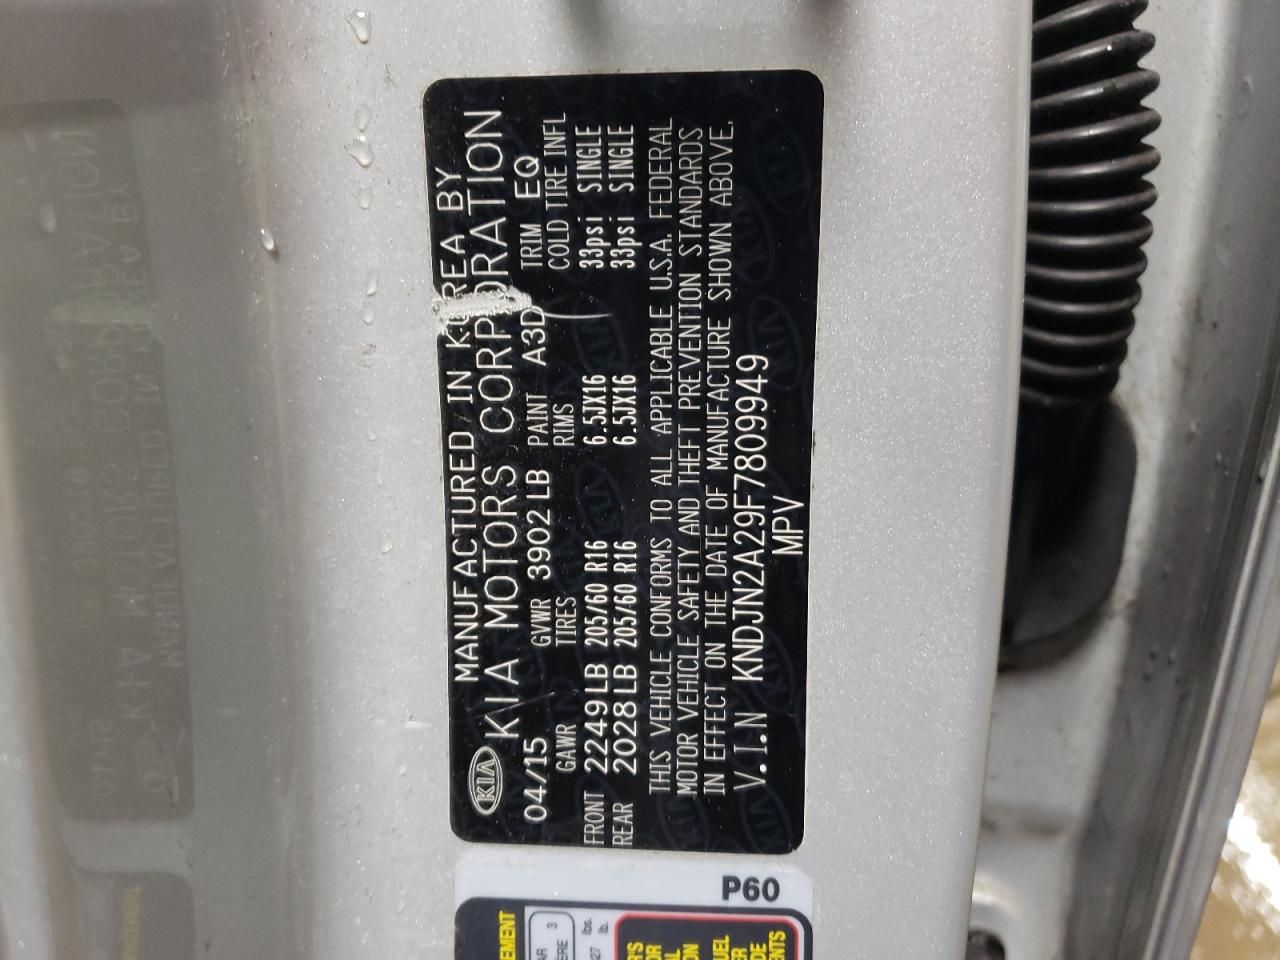 MANUFACTURED IN KOREA BY
KIA KIA MOTORS CORPORATION
04/15 GVWR 3902LB PAINT A3D TRIM EQ
GAWR TIRES RIMS COLD TIRE INFL
FRONT 2249LB 205/60 R16 6.5JX16 33psi SINGLE
REAR 2028LB 205/60 R16 6.5JX16 33psi SINGLE
THIS VEHICLE CONFORMS TO ALL APPLICABLE U.S.A. FEDERAL
MOTOR VEHICLE SAFETY AND THEFT PREVENTION STANDARDS
IN EFFECT ON THE DATE OF MANUFACTURE SHOWN ABOVE.
V.I.N KNDJN2A29F7809949
MPV
P60